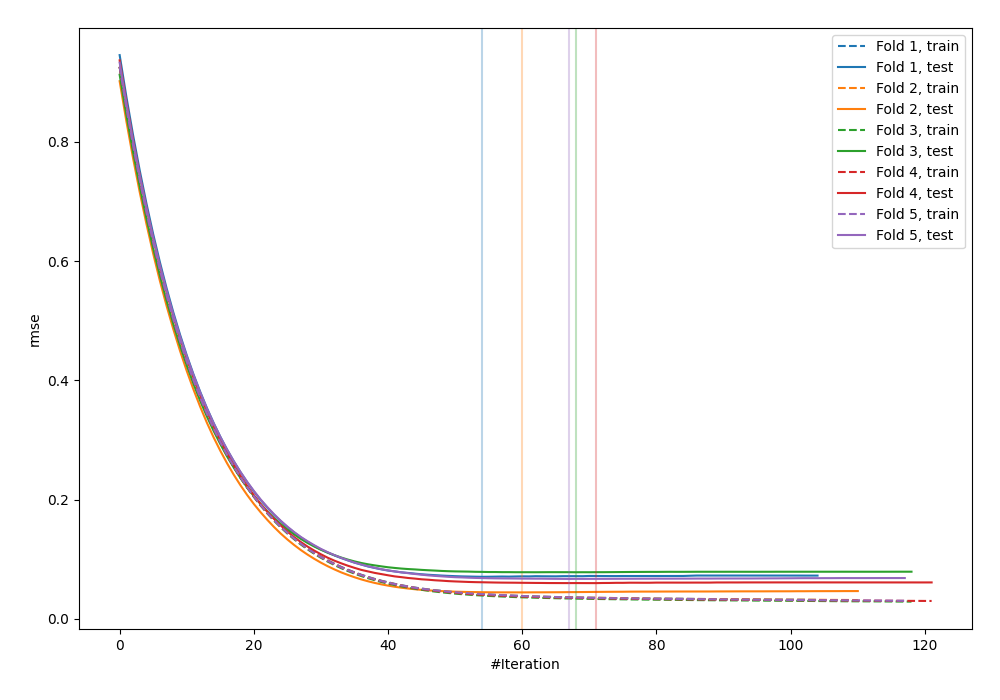 Fold 1, train
Fold 1, test
Fold 2, train
Fold 2, test
Fold 3, train
Fold 3, test
Fold 4, train
Fold 4, test
Fold 5, train
Fold 5, test
0.8
0.6
0.4
0.2
0.0
rmse
0 20 40 60 80 100 120
#Iteration